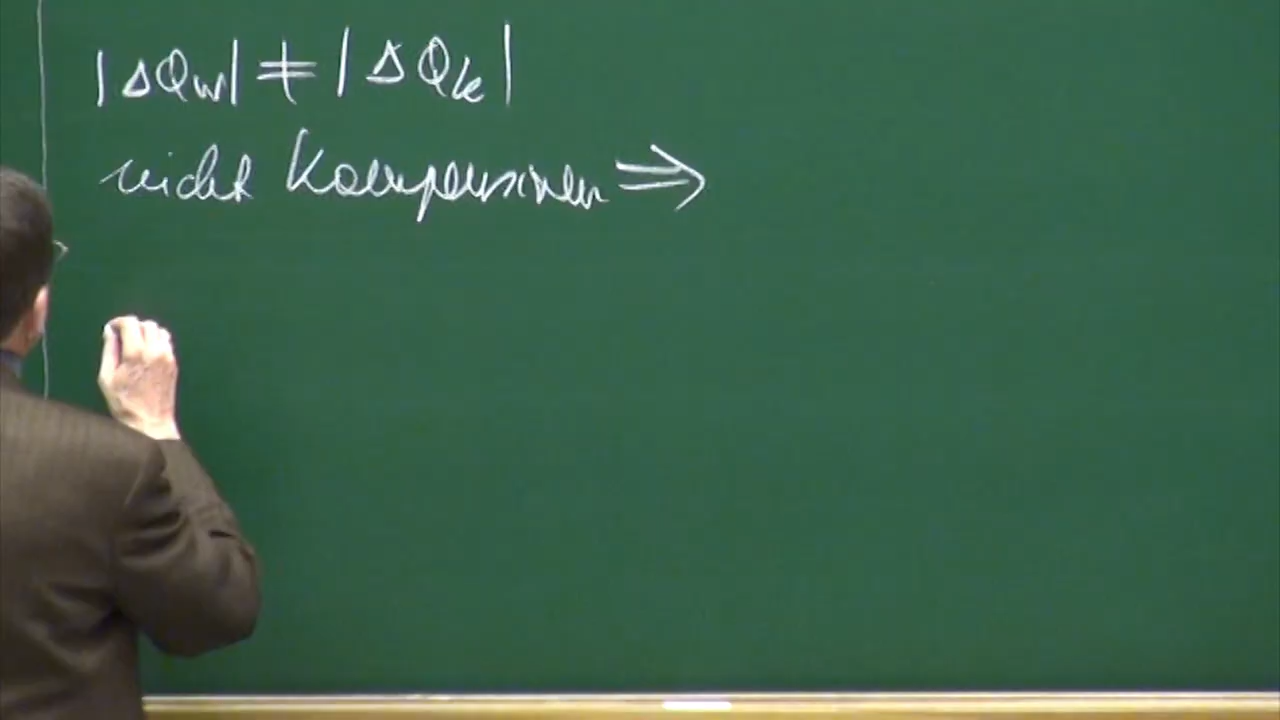 |ΔQw| ≠ |ΔQk|
nicht kompensieren ⇒